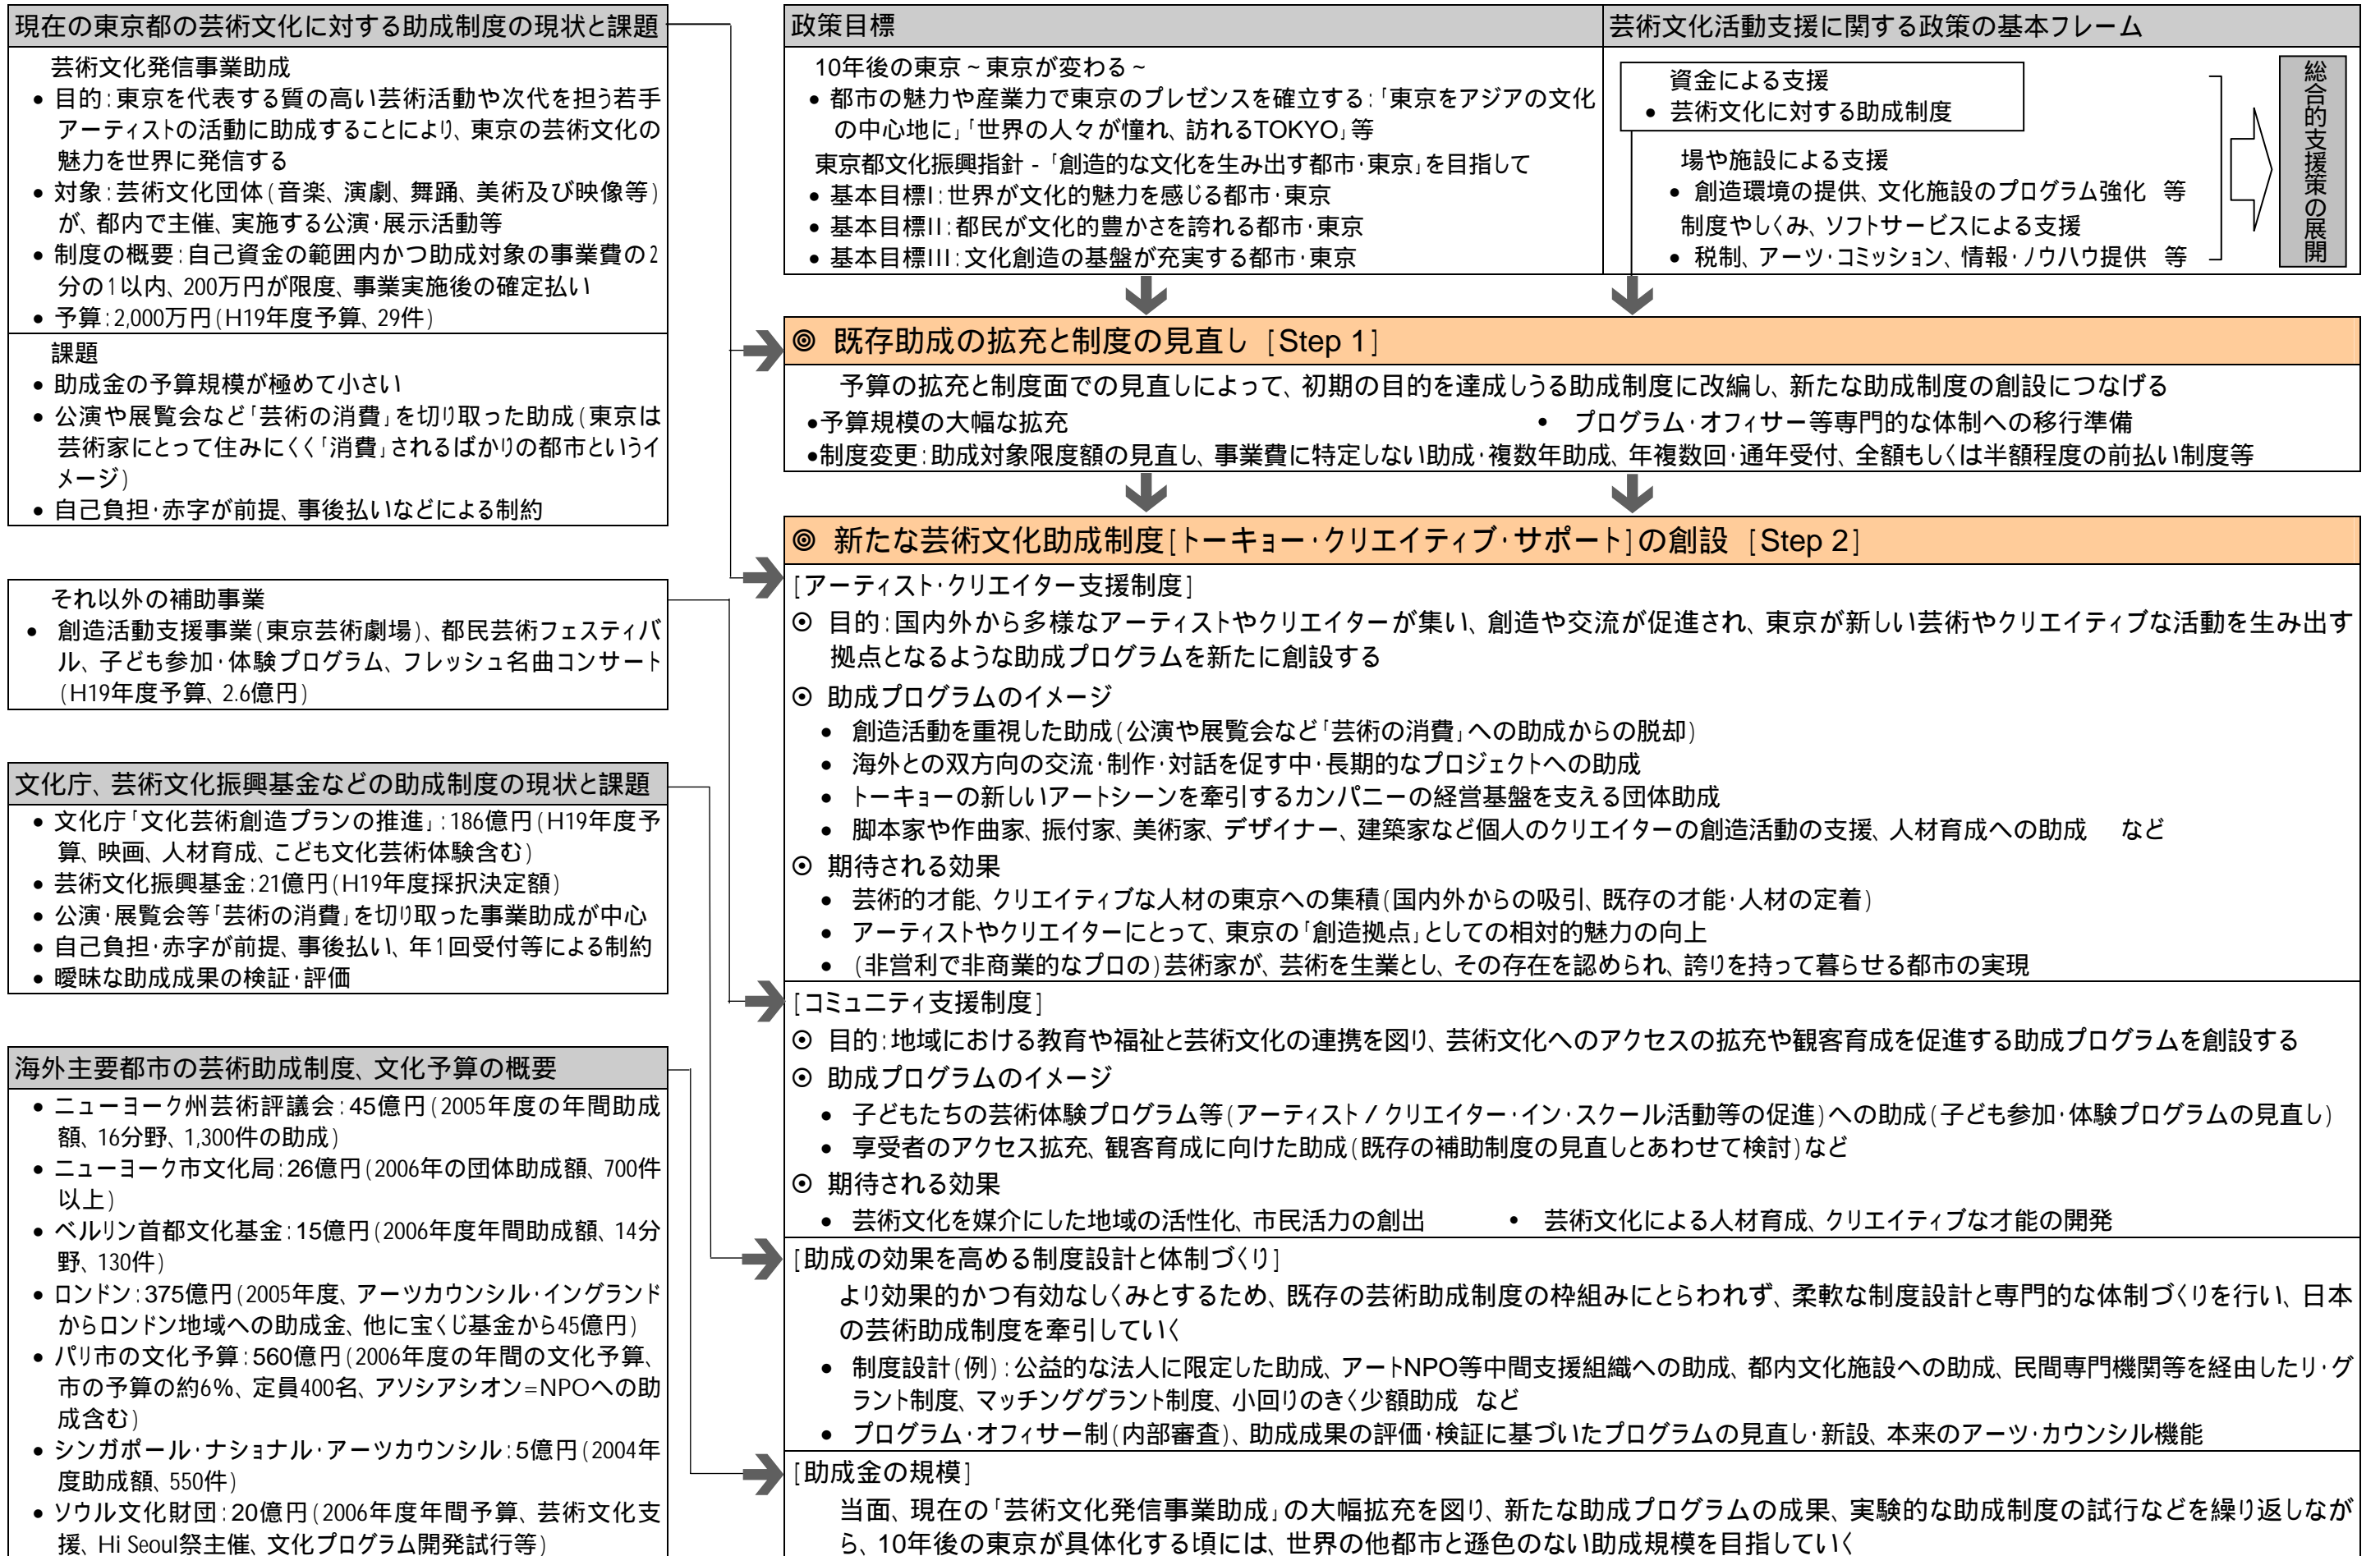 現在の東京都の芸術文化に対する助成制度の現状と課題
芸術文化発信事業助成
● 目的:東京を代表する質の高い芸術活動や次代を担う若手
アーティストの活動に助成することにより、東京の芸術文化の
魅力を世界に発信する
● 対象:芸術文化団体(音楽、演劇、舞踊、美術及び映像等)
が、都内で主催、実施する公演·展示活動等
● 制度の概要:自己資金の範囲内かつ助成対象の事業費の2
分の1以内、200万円が限度、事業実施後の確定払い
● 予算:2,000万円(H19年度予算、29件)
課題
● 助成金の予算規模が極めて小さい
● 公演や展覧会など「芸術の消費」を切り取った助成(東京は
芸術家にとって住みにくく「消費」されるばかりの都市というイ
メージ)
● 自己負担·赤字が前提、事後払いなどによる制約
それ以外の補助事業
● 創造活動支援事業(東京芸術劇場)、都民芸術フェスティバ
ル、子ども参加·体験プログラム、フレッシュ名曲コンサート
(H19年度予算、2.6億円)
文化庁、芸術文化振興基金などの助成制度の現状と課題
● 文化庁「文化芸術創造プランの推進」:186億円(H19年度予
算、映画、人材育成、こども文化芸術体験含む)
● 芸術文化振興基金:21億円(H19年度採択決定額)
● 公演·展覧会等「芸術の消費」を切り取った事業助成が中心
● 自己負担·赤字が前提、事後払い、年1回受付等による制約
● 曖昧な助成成果の検証·評価
海外主要都市の芸術助成制度、文化予算の概要
● ニューヨーク州芸術評議会:45億円(2005年度の年間助成
額、16分野、1,300件の助成)
● ニューヨーク市文化局:26億円(2006年の団体助成額、700件
以上)
● ベルリン首都文化基金:15億円(2006年度年間助成額、14分
野、130件)
● ロンドン:375億円(2005年度、アーツカウンシル·イングランド
からロンドン地域への助成金、他に宝くじ基金から45億円)
● パリ市の文化予算:560億円(2006年度の年間の文化予算、
市の予算の約6%、定員400名、アソシアシオン=NPOへの助
成含む)
● シンガポール·ナショナル·アーツカウンシル:5億円(2004年
度助成額、550件)
● ソウル文化財団:20億円(2006年度年間予算、芸術文化支
援、Hi Seoul祭主催、文化プログラム開発試行等)
政策目標
10年後の東京～東京が変わる～
● 都市の魅力や産業力で東京のプレゼンスを確立する:「東京をアジアの文化
の中心地に」「世界の人々が憧れ、訪れるTOKYO」等
東京都文化振興指針 -「創造的な文化を生み出す都市·東京」を目指して
● 基本目標I:世界が文化的魅力を感じる都市·東京
● 基本目標II:都民が文化的豊かさを誇れる都市·東京
● 基本目標III:文化創造の基盤が充実する都市·東京
芸術文化活動支援に関する政策の基本フレーム
資金による支援
● 芸術文化に対する助成制度
場や施設による支援
● 創造環境の提供、文化施設のプログラム強化 等
制度やしくみ、ソフトサービスによる支援
● 税制、アーツ·コミッション、情報·ノウハウ提供 等
総合的支援策の展開
◎ 既存助成の拡充と制度の見直し [Step 1]
予算の拡充と制度面での見直しによって、初期の目的を達成しうる助成制度に改編し、新たな助成制度の創設につなげる
●予算規模の大幅な拡充 ● プログラム·オフィサー等専門的な体制への移行準備
●制度変更:助成対象限度額の見直し、事業費に特定しない助成·複数年助成、年複数回·通年受付、全額もしくは半額程度の前払い制度等
◎ 新たな芸術文化助成制度[トーキョー·クリエイティブ·サポート]の創設 [Step 2]
[アーティスト·クリエイター支援制度]
⊙ 目的:国内外から多様なアーティストやクリエイターが集い、創造や交流が促進され、東京が新しい芸術やクリエイティブな活動を生み出す
拠点となるような助成プログラムを新たに創設する
⊙ 助成プログラムのイメージ
● 創造活動を重視した助成(公演や展覧会など「芸術の消費」への助成からの脱却)
● 海外との双方向の交流·制作·対話を促す中·長期的なプロジェクトへの助成
● トーキョーの新しいアートシーンを牽引するカンパニーの経営基盤を支える団体助成
● 脚本家や作曲家、振付家、美術家、デザイナー、建築家など個人のクリエイターの創造活動の支援、人材育成への助成 など
⊙ 期待される効果
● 芸術的才能、クリエイティブな人材の東京への集積(国内外からの吸引、既存の才能·人材の定着)
● アーティストやクリエイターにとって、東京の「創造拠点」としての相対的魅力の向上
● (非営利で非商業的なプロの)芸術家が、芸術を生業とし、その存在を認められ、誇りを持って暮らせる都市の実現
[コミュニティ支援制度]
⊙ 目的:地域における教育や福祉と芸術文化の連携を図り、芸術文化へのアクセスの拡充や観客育成を促進する助成プログラムを創設する
⊙ 助成プログラムのイメージ
● 子どもたちの芸術体験プログラム等(アーティスト/クリエイター·イン·スクール活動等の促進)への助成(子ども参加·体験プログラムの見直し)
● 享受者のアクセス拡充、観客育成に向けた助成(既存の補助制度の見直しとあわせて検討)など
⊙ 期待される効果
● 芸術文化を媒介にした地域の活性化、市民活力の創出 ● 芸術文化による人材育成、クリエイティブな才能の開発
[助成の効果を高める制度設計と体制づくり]
より効果的かつ有効なしくみとするため、既存の芸術助成制度の枠組みにとらわれず、柔軟な制度設計と専門的な体制づくりを行い、日本
の芸術助成制度を牽引していく
● 制度設計(例):公益的な法人に限定した助成、アートNPO等中間支援組織への助成、都内文化施設への助成、民間専門機関等を経由したリ·グ
ラント制度、マッチンググラント制度、小回りのきく少額助成 など
● プログラム·オフィサー制(内部審査)、助成成果の評価·検証に基づいたプログラムの見直し·新設、本来のアーツ·カウンシル機能
[助成金の規模]
当面、現在の「芸術文化発信事業助成」の大幅拡充を図り、新たな助成プログラムの成果、実験的な助成制度の試行などを繰り返しなが
ら、10年後の東京が具体化する頃には、世界の他都市と遜色のない助成規模を目指していく